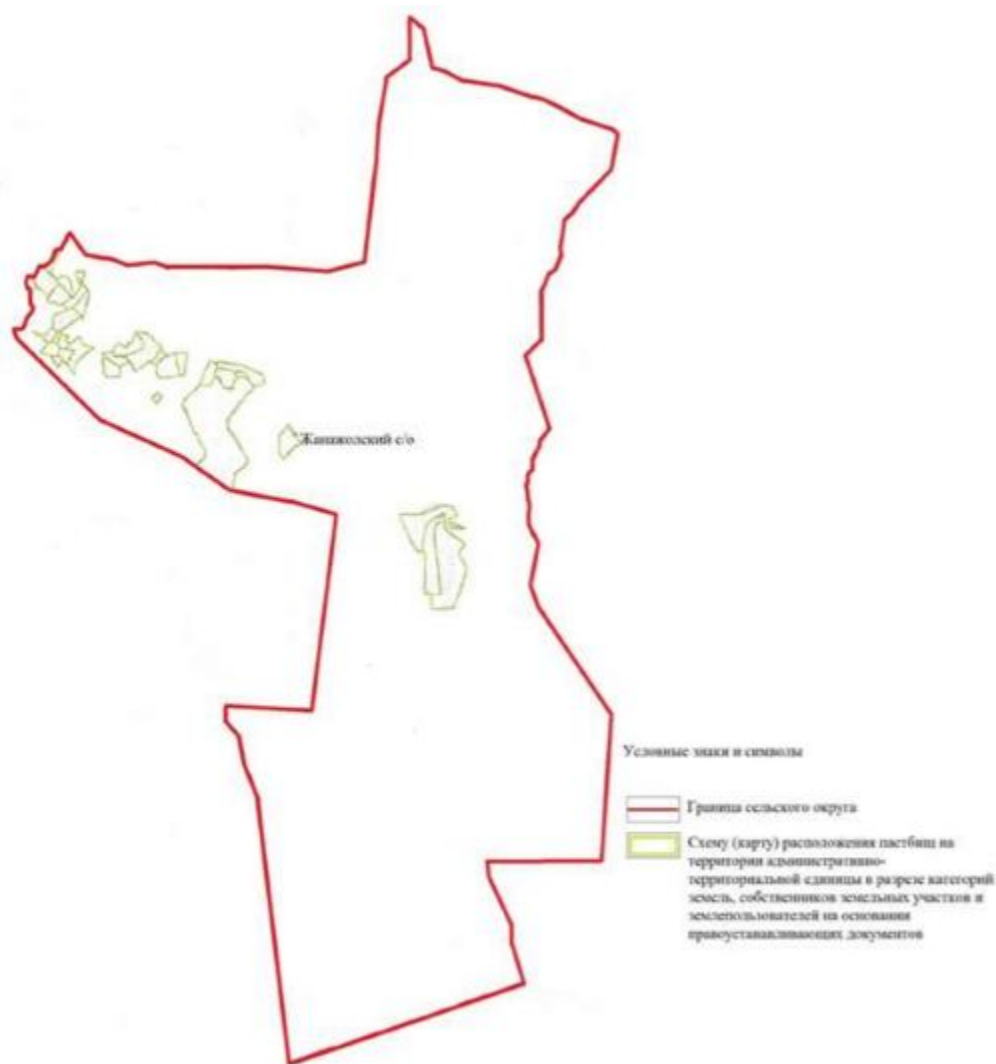 Жанажолский с/о
Условные знаки и символы
Граница сельского округа
Схему (карту) расположения пастбищ на
территории административно-
территориальной единицы в разрезе категорий
земель, собственников земельных участков и
землепользователей на основании
правоустанавливающих документов